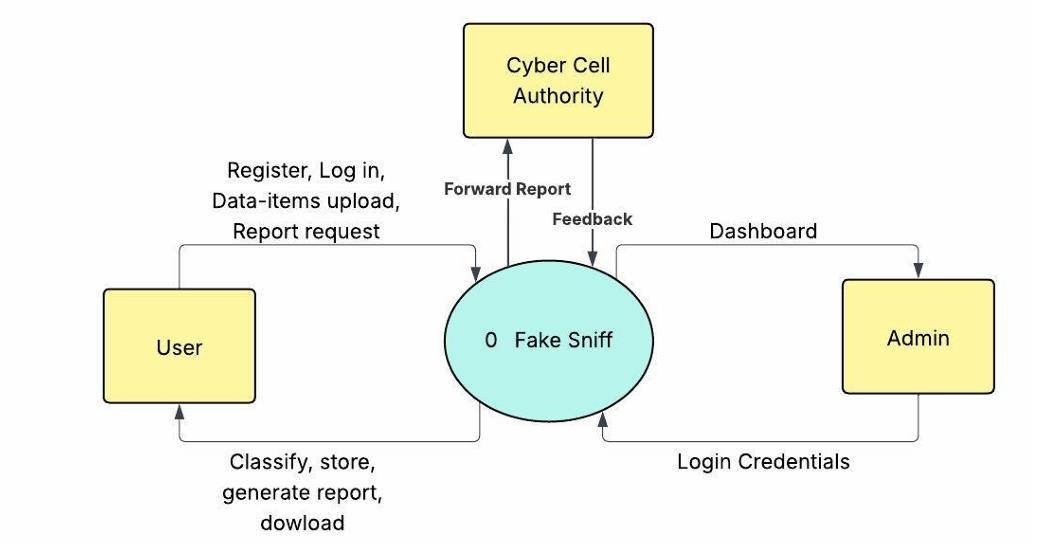 Cyber Cell
Authority
Register, Log in,
Data-items upload,
Report request
Forward Report
Feedback
Dashboard
User
0 Fake Sniff
Admin
Classify, store,
generate report,
dowload
Login Credentials